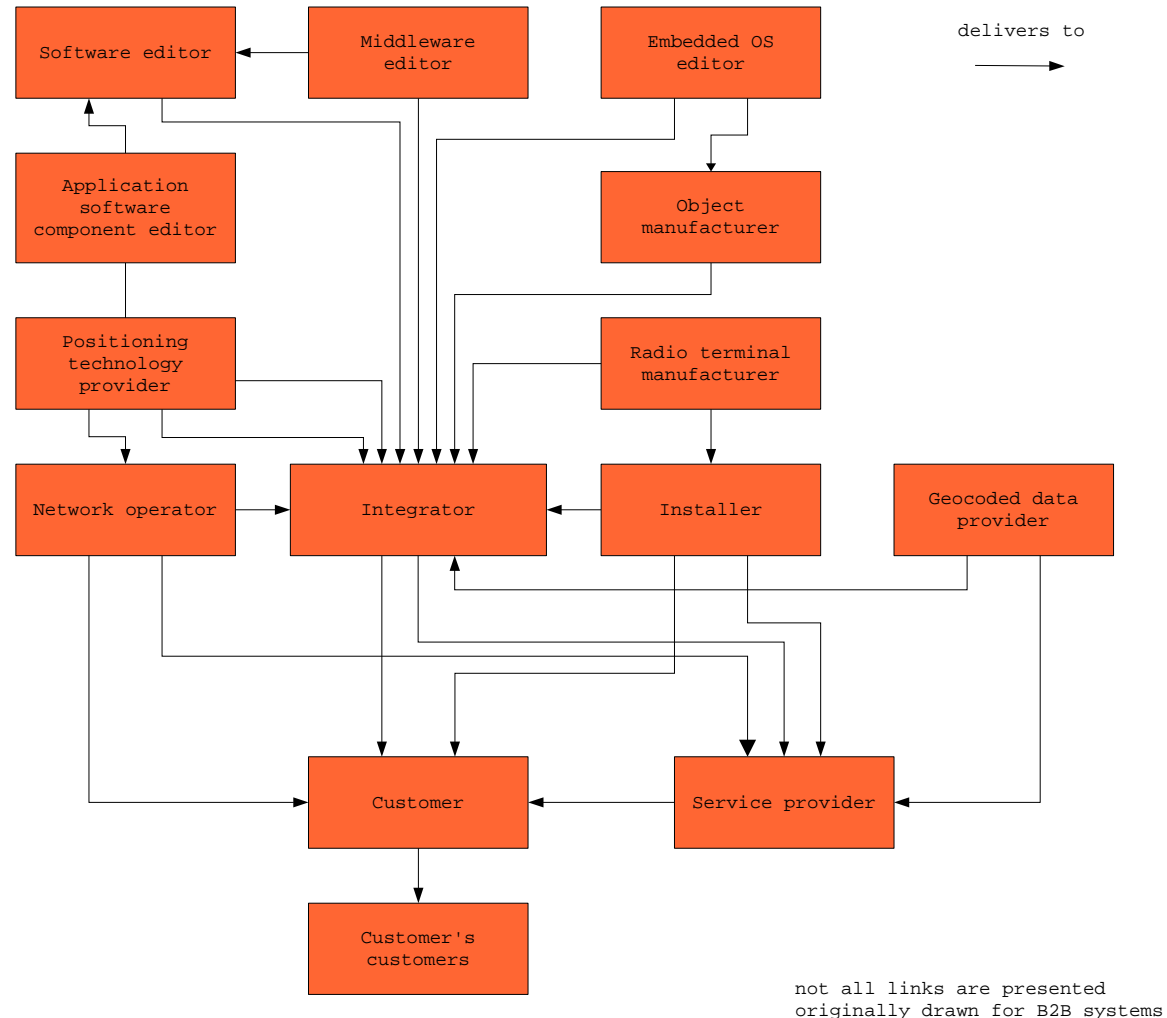 Software editor
Middleware
editor
Embedded OS
editor
delivers to
Application
software
component editor
Object
manufacturer
Positioning
technology
provider
Radio terminal
manufacturer
Network operator
Integrator
Installer
Geocoded data
provider
Customer
Service provider
Customer's
customers
not all links are presented
originally drawn for B2B systems